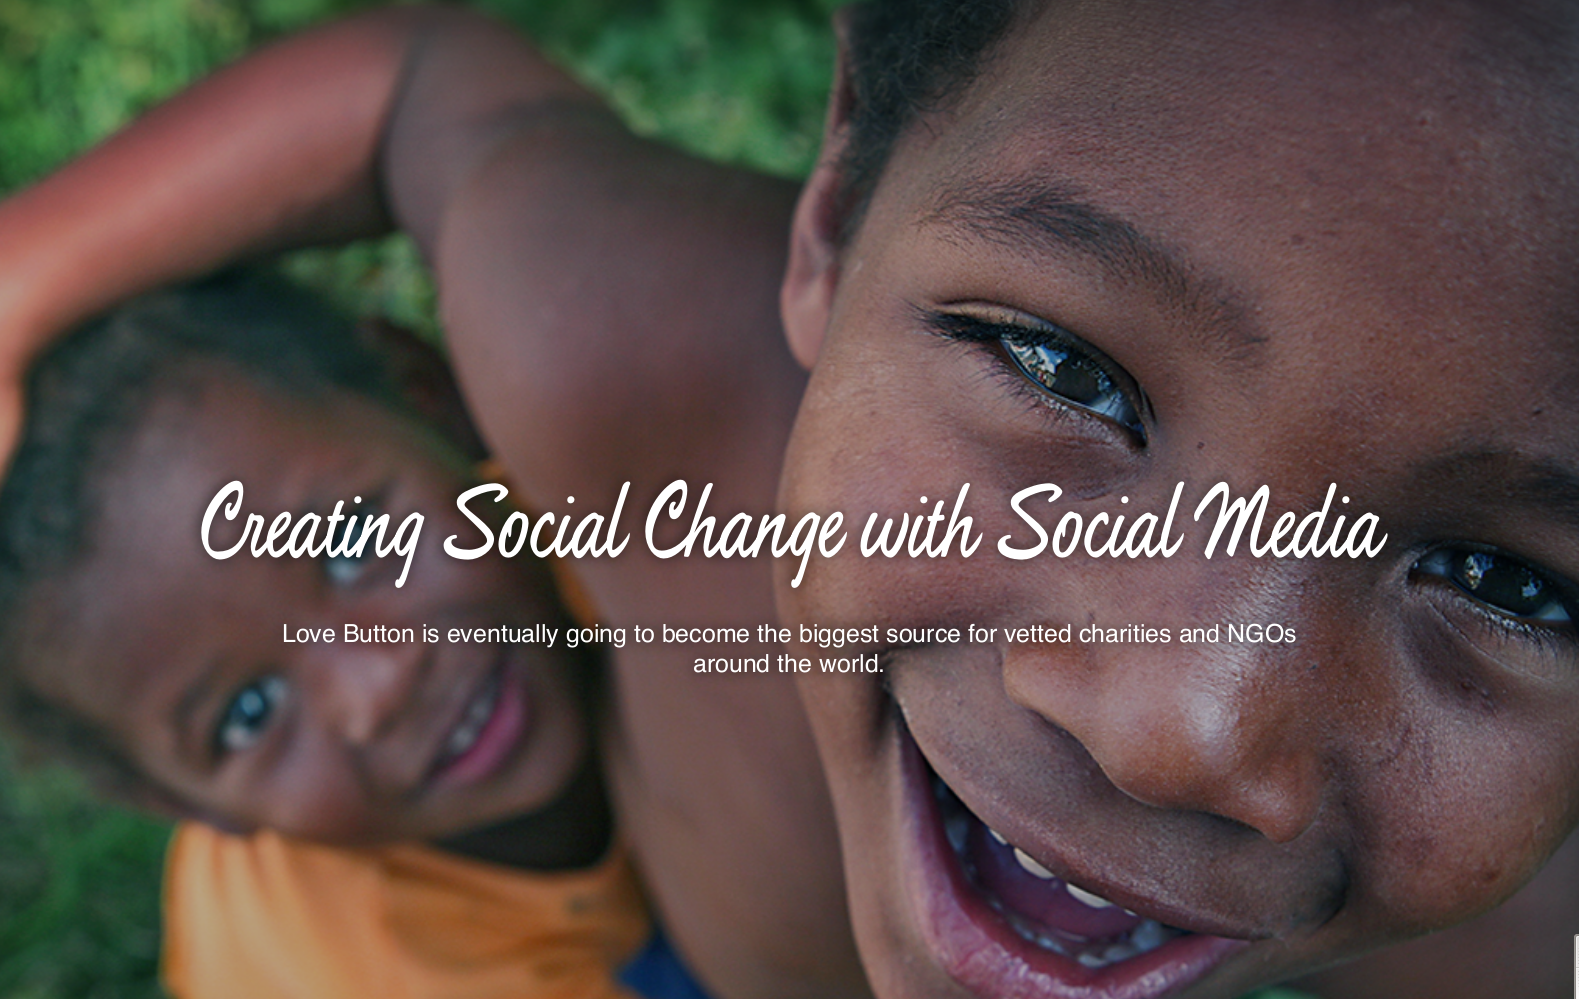 Creating Social Change with Social Media
Love Button is eventually going to become the biggest source for vetted charities and NGOs
around the world.